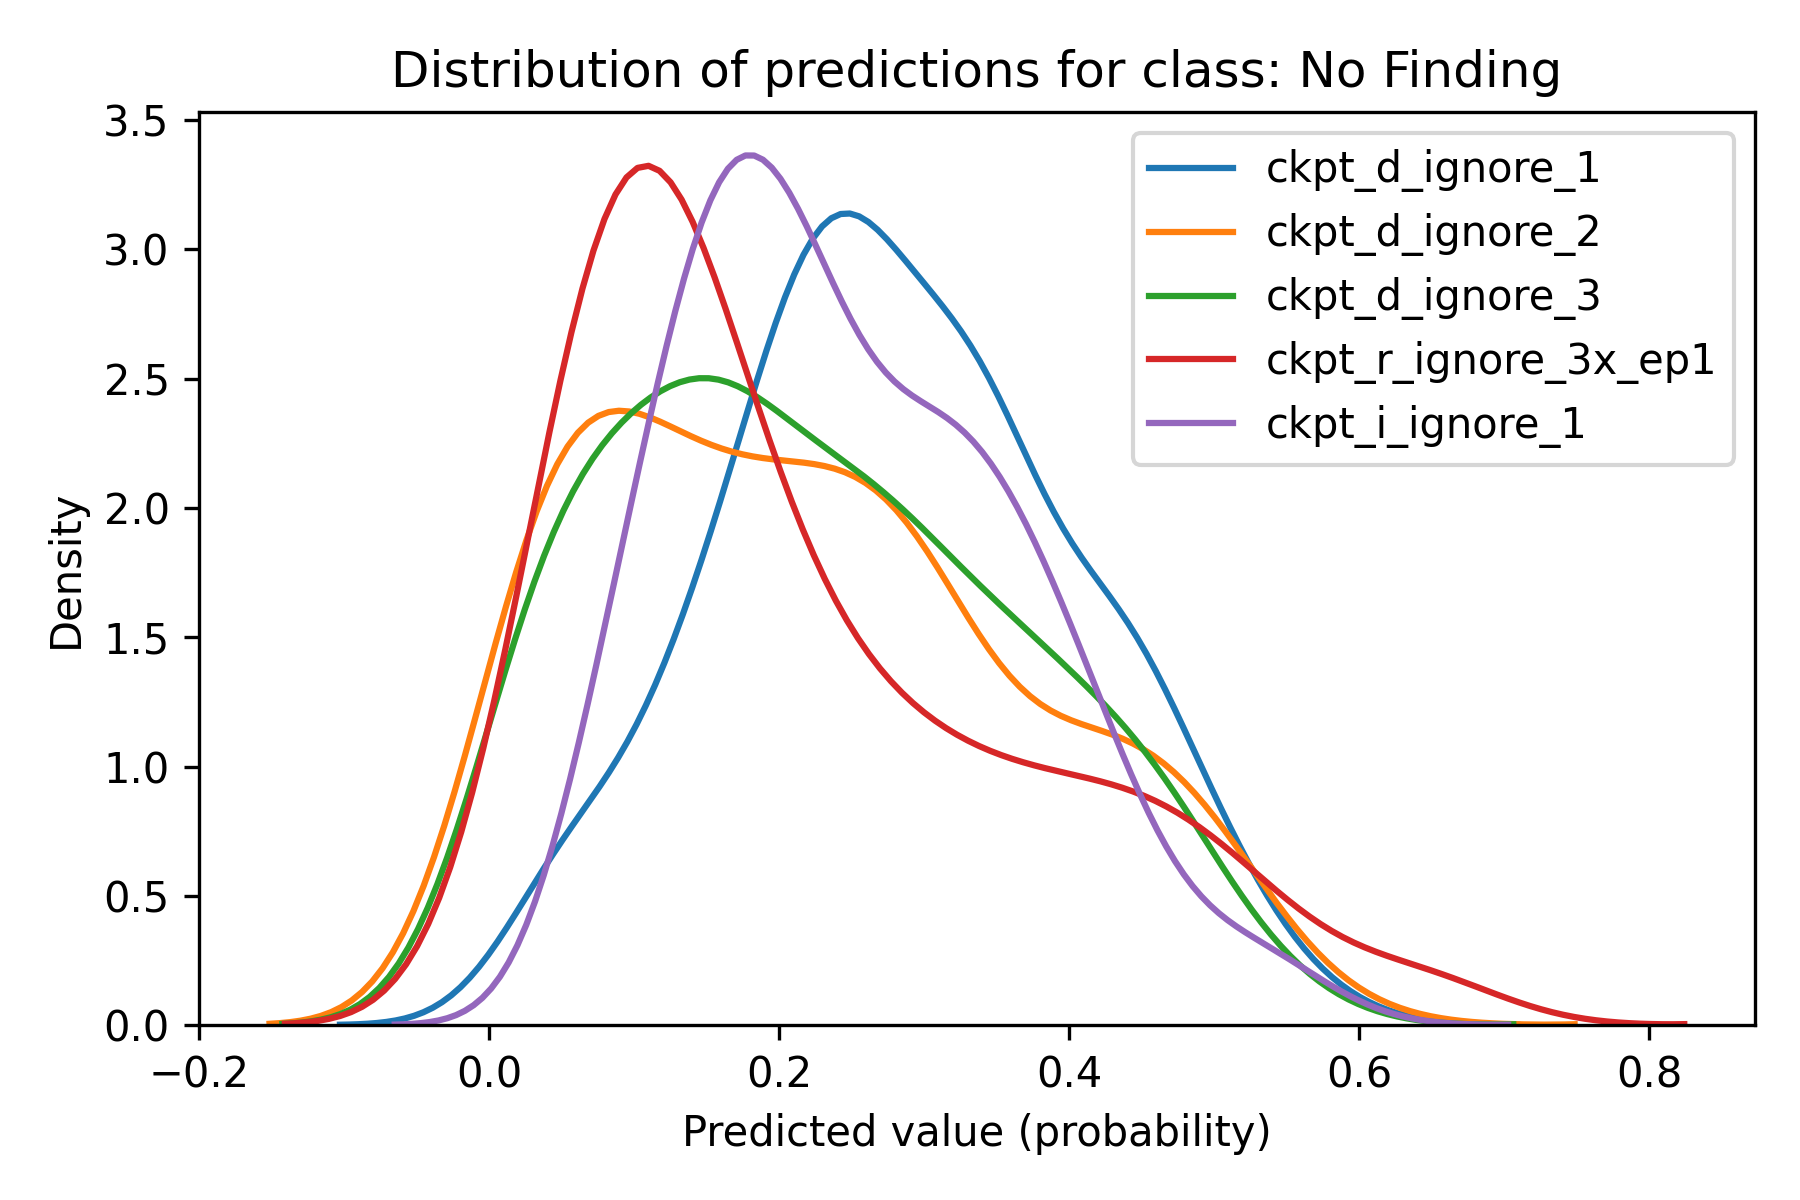 Distribution of predictions for class: No Finding
3.5
3.0
2.5
2.0
1.5
1.0
0.5
0.0
Density
ckpt_d_ignore_1
ckpt_d_ignore_2
ckpt_d_ignore_3
ckpt_r_ignore_3x_ep1
ckpt_i_ignore_1
−0.2 0.0 0.2 0.4 0.6 0.8
Predicted value (probability)